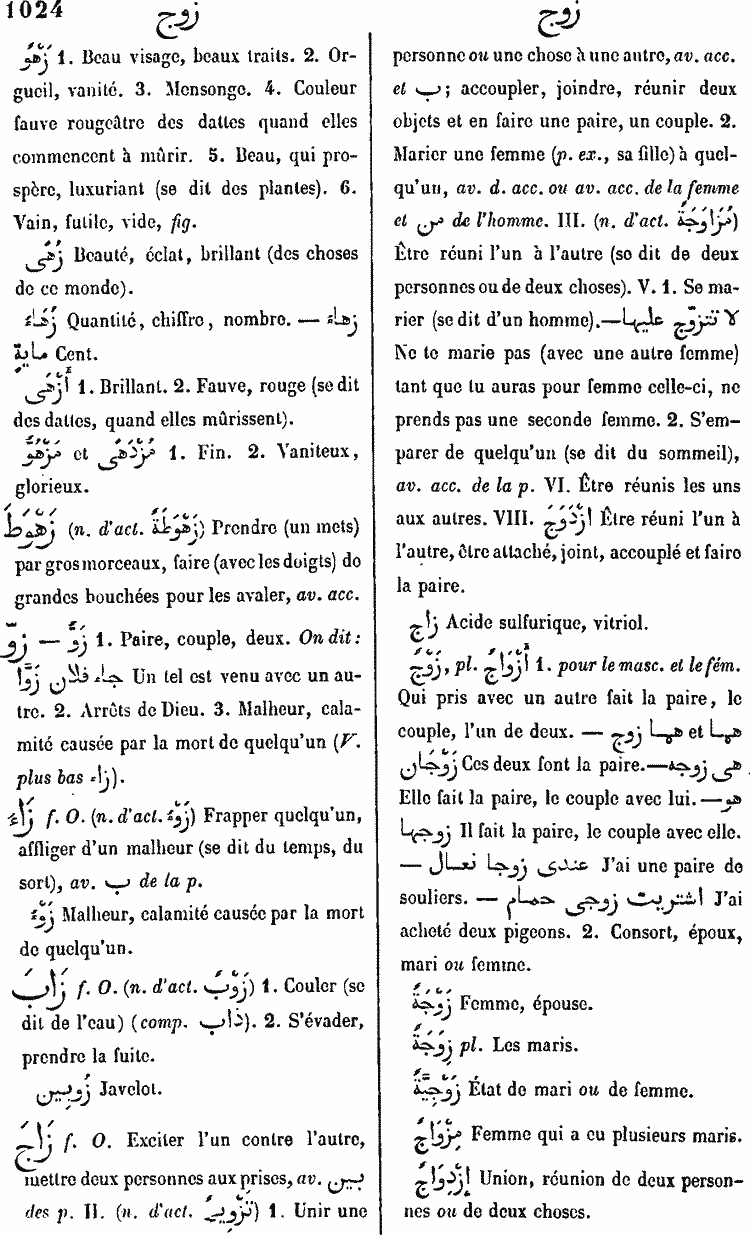 1024 زوج زوج
زَهْوٌ 1. Beau visage, beaux traits. 2. Or-
gueil, vanité. 3. Mensonge. 4. Couleur
fauve rougeâtre des dattes quand elles
commencent à mûrir. 5. Beau, qui pro-
spère, luxuriant (se dit des plantes). 6.
Vain, futile, vide, fig.
زُهًى Beauté, éclat, brillant (des choses
de ce monde).
زُهَاءٌ Quantité, chiffre, nombre. — زهاء
ماية Cent.
أَزْهَى 1. Brillant. 2. Fauve, rouge (se dit
des dattes, quand elles mûrissent).
مَزْهُوٌّ et مُزْدَهًى 1. Fin. 2. Vaniteux,
glorieux.
زَهْوَطَ (n. d'act. زَهْوَطَةٌ) Prendre (un mets)
par gros morceaux, faire (avec les doigts) de
grandes bouchées pour les avaler, av. acc.
زوّ — زَوٌّ 1. Paire, couple, deux. On dit:
جاء فلان زَوًّا Un tel est venu avec un au-
tre. 2. Arrêts de Dieu. 3. Malheur, cala-
mité causée par la mort de quelqu'un (V.
plus bas زاء).
زَاءَ f. O. (n. d'act. زَوْءٌ) Frapper quelqu'un,
affliger d'un malheur (se dit du temps, du
sort), av. ب de la p.
زَوْءٌ Malheur, calamité causée par la mort
de quelqu'un.
زَابَ f. O. (n. d'act. زَوْبٌ) 1. Couler (se
dit de l'eau) (comp. ذاب). 2. S'évader,
prendre la fuite.
زُوبين Javelot.
زَاجَ f. O. Exciter l'un contre l'autre,
mettre deux personnes aux prises, av. بين
des p. II. (n. d'act. تَزْوِيجٌ) 1. Unir une
personne ou une chose à une autre, av. acc.
et ب; accoupler, joindre, réunir deux
objets et en faire une paire, un couple. 2.
Marier une femme (p. ex., sa fille) à quel-
qu'un, av. d. acc. ou av. acc. de la femme
et من de l'homme. III. (n. d'act. مُزَاوَجَةٌ)
Être réuni l'un à l'autre (se dit de deux
personnes ou de deux choses). V. 1. Se ma-
rier (se dit d'un homme).—لا تتزوّج عليها
Ne te marie pas (avec une autre femme)
tant que tu auras pour femme celle-ci, ne
prends pas une seconde femme. 2. S'em-
parer de quelqu'un (se dit du sommeil),
av. acc. de la p. VI. Être réunis les uns
aux autres. VIII. ازْدَوَجَ Être réuni l'un à
l'autre, être attaché, joint, accouplé et faire
la paire.
زاج Acide sulfurique, vitriol.
زَوْجٌ, pl. أَزْوَاجٌ 1. pour le masc. et le fém.
Qui pris avec un autre fait la paire, le
couple, l'un de deux. — هما زوج et هما
زَوْجَان Ces deux font la paire.—هى زوجه
Elle fait la paire, le couple avec lui. —هو
زوجها Il fait la paire, le couple avec elle.
— عندى زوجا نعال J'ai une paire de
souliers. — اشتريت زوجى حمام J'ai
acheté deux pigeons. 2. Consort, époux,
mari ou femme.
زَوْجَةٌ Femme, épouse.
زِوَجَةٌ pl. Les maris.
زَوْجِيَّةٌ État de mari ou de femme.
مِزْوَاجٌ Femme qui a eu plusieurs maris.
إِزْدِوَاجٌ Union, réunion de deux person-
nes ou de deux choses.